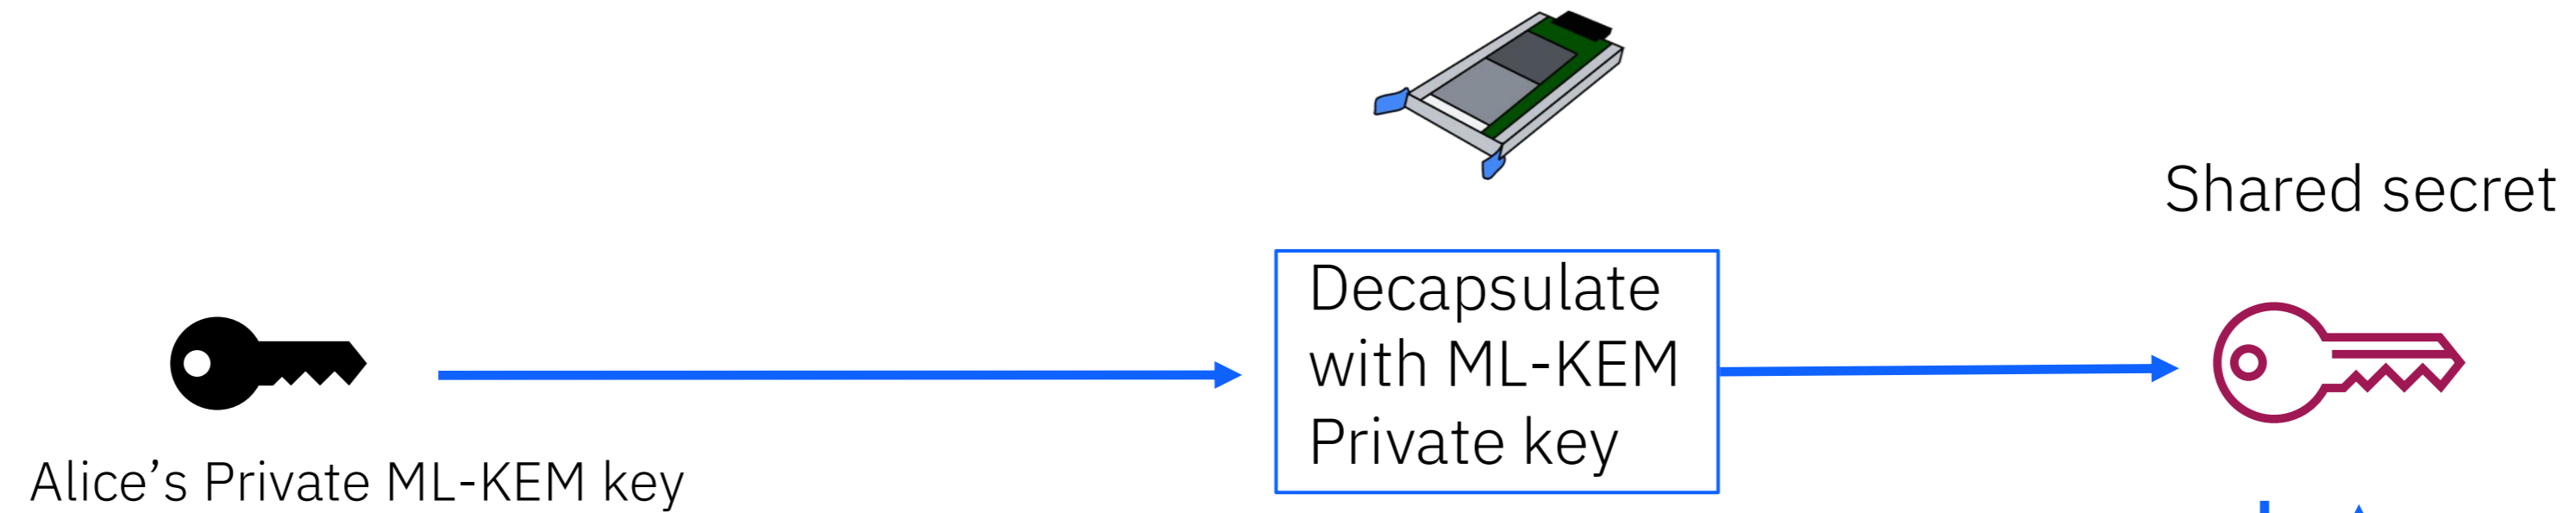 Shared secret
Decapsulate
with ML-KEM
Private key
Alice’s Private ML-KEM key